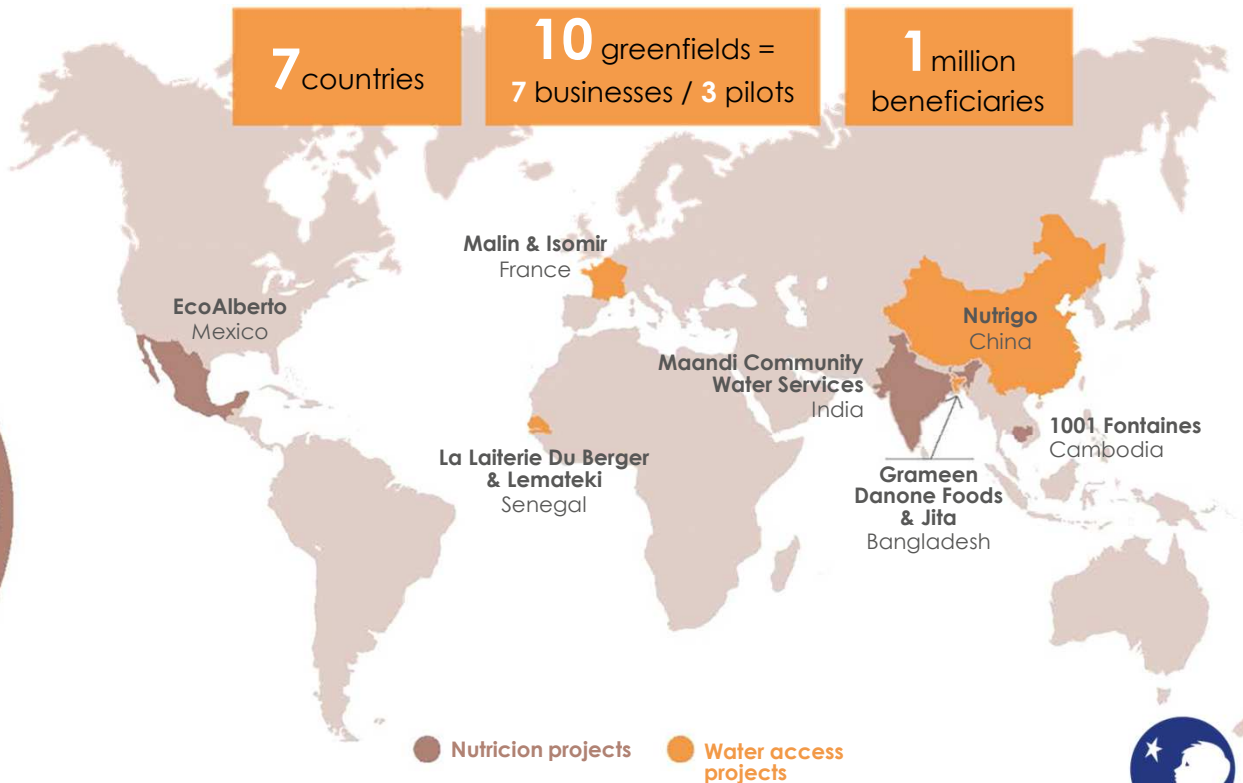 7 countries
10 greenfields =
7 businesses / 3 pilots
1 million
beneficiaries
Malin & Isomir
France
EcoAlberto
Mexico
Nutrigo
China
Maandi Community
Water Services
India
1001 Fontaines
Cambodia
La Laiterie Du Berger
& Lemateki
Senegal
Grameen
Danone Foods
& Jita
Bangladesh
Nutricion projects
Water access
projects